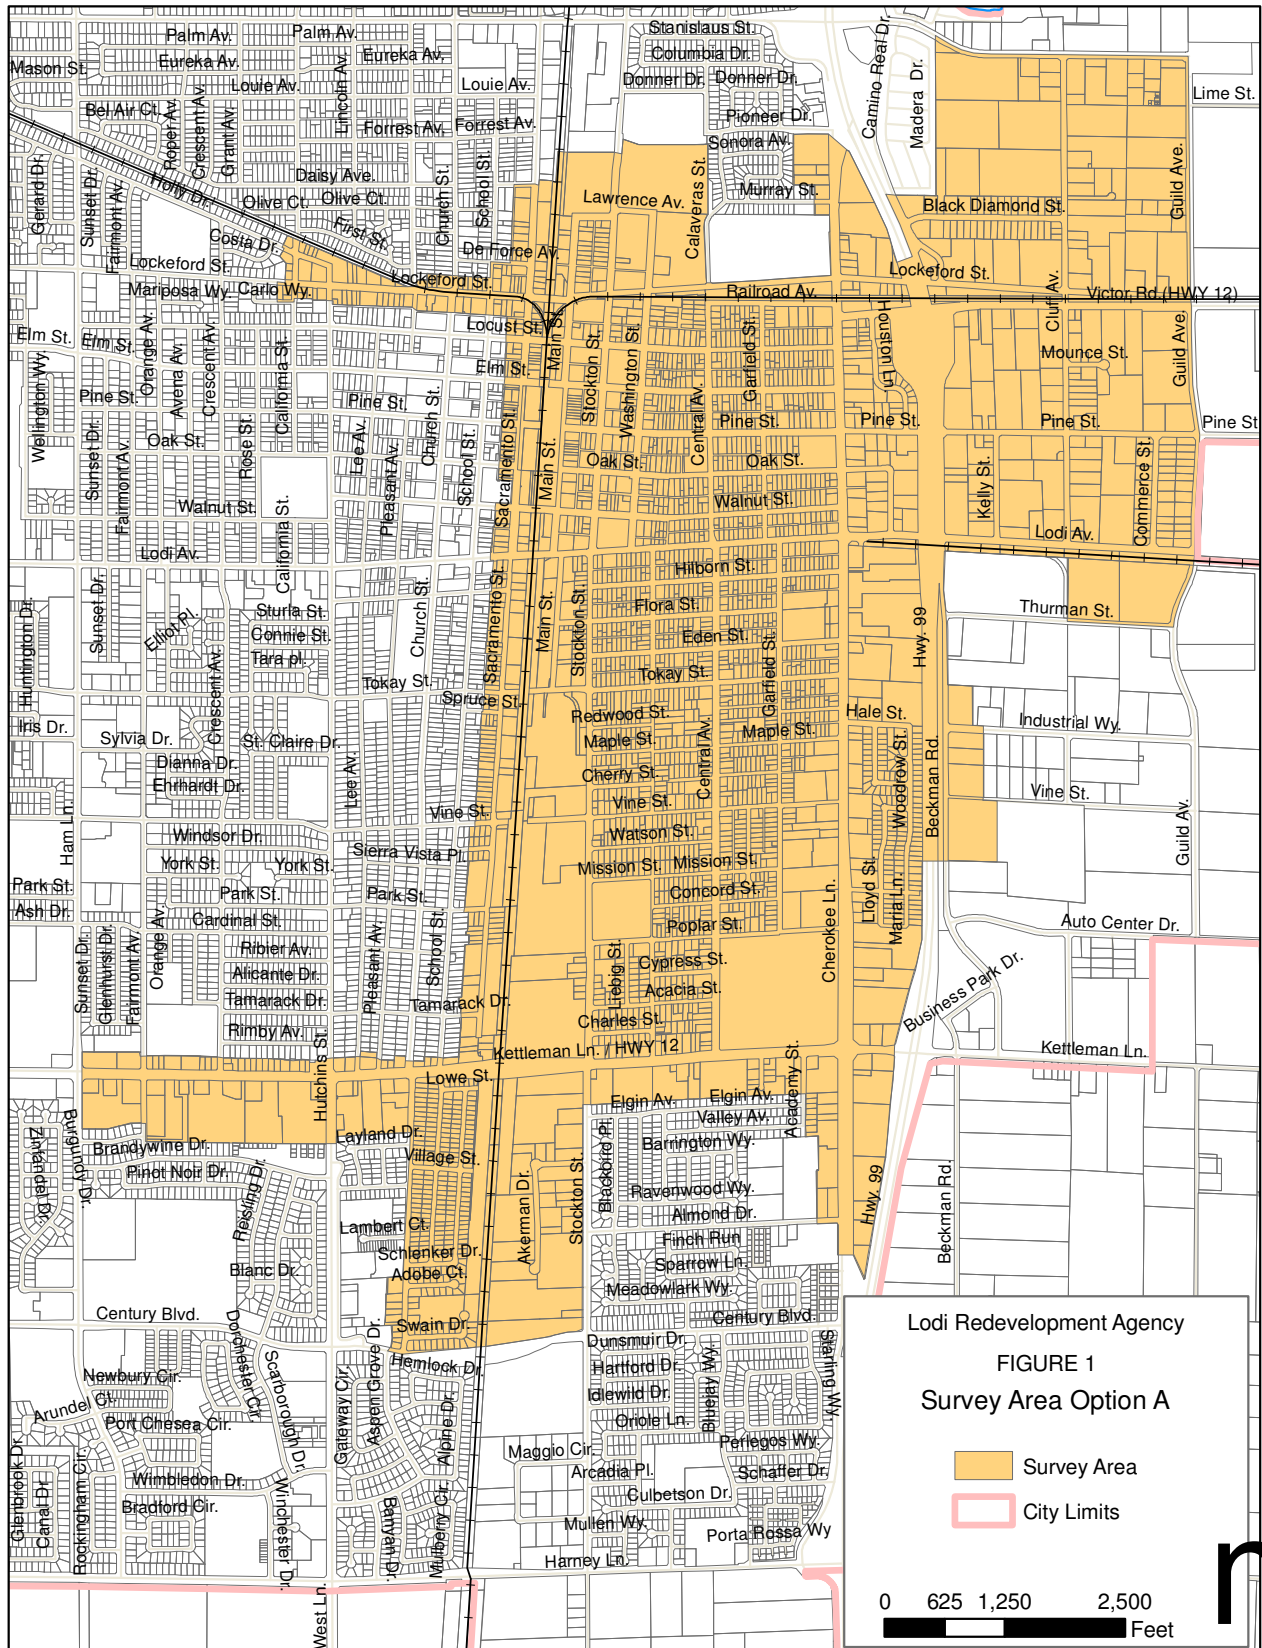 Palm Av.
Palm Av.
Stanislaus St.
Eureka Av.
Eureka Av.
Columbia Dr.
Mason St.
Louie Av.
Louie Av.
Donner Dr.
Donner Dr.
Camino Real Dr.
Madera Dr.
Lime St.
Bel Air Ct.
Roper Av.
Crescent Av.
Grant Av.
Lincoln Av.
Forrest Av.
Forrest Av.
Pioneer Dr.
Sonora Av.
Gerard Dr.
Sunset Dr.
Fairmont Av.
Holly Dr.
Daisy Ave.
Olive Ct.
Olive Ct.
First St.
Church St.
School St.
Lawrence Av.
Calaveras St.
Murray St.
Black Diamond St.
Guild Ave.
Costa Dr.
De Force Av.
Lockeford St.
Lockeford St.
Lockeford St.
Mariposa Wy.
Carlo Wy.
Railroad Av.
Victor Rd.(HWY 12)
Cluff Av.
Locust St.
Main St.
Elm St.
Elm St.
Elm St.
Orange Av.
Avena Av.
Crescent Av.
California St.
Stockton St.
Washington St.
Garfield St.
Houston Ln.
Mounce St.
Guild Ave.
Wellington Wy.
Pine St.
Pine St.
Church St.
Central Av.
Pine St.
Pine St.
Pine St.
Pine St
Sunset Dr.
Fairmont Av.
Oak St.
Rose St.
Lee Av.
Pleasant Av.
School St.
Sacramento St.
Main St.
Oak St.
Oak St.
Kelly St.
Commerce St.
Walnut St.
Walnut St.
California St.
Lodi Av.
Lodi Av.
Hilborn St.
Huntington Dr.
Sunset Dr.
Elliot Pl.
Sturla St.
Connie St.
Tara pl.
Crescent Av.
Church St.
Sacramento St.
Main St.
Stockton St.
Flora St.
Eden St.
Garfield St.
Hwy. 99
Thurman St.
Tokay St.
Tokay St.
Spruce St.
Iris Dr.
Sylvia Dr.
St. Claire Dr.
Redwood St.
Maple St.
Maple St.
Hale St.
Industrial Wy.
Dianna Dr.
Ehrhardt Dr.
Lee Av.
Cherry St.
Central Av.
Woodrow St.
Beckman Rd.
Vine St.
Vine St.
Vine St.
Ham Ln.
Windsor Dr.
Watson St.
Guild Av.
York St.
York St.
Sierra Vista Pl.
Mission St.
Mission St.
Park St.
Park St.
Park St.
Concord St.
Cherokee Ln.
Lloyd St.
Maria Ln.
Ash Dr.
Cardinal St.
Poplar St.
Auto Center Dr.
Sunset Dr.
Glenhurst Dr.
Fairmont Av.
Orange Av.
Ribier Av.
Pleasant Av.
School St.
Alicante Dr.
Liebig St.
Cypress St.
Business Park Dr.
Tamarack Dr.
Tamarack Dr.
Acacia St.
Rimby Av.
Charles St.
Hutchins St.
Kettleman Ln. / HWY 12
Kettleman Ln.
Lowe St.
Academy St.
Elgin Av.
Elgin Av.
Valley Av.
Burgundy Dr.
Zinfandel Dr.
Brandywine Dr.
Layland Dr.
Barrington Wy.
Village St.
Blackbird Pl.
Pinot Noir Dr.
Reisling Dr.
Akerman Dr.
Stockton St.
Ravenwood Wy.
Almond Dr.
Hwy. 99
Beckman Rd.
Lambert Ct.
Schlenker Dr.
Finch Run
Blanc Dr.
Adobe Ct.
Sparrow Ln.
Meadowlark Wy.
Century Blvd.
Century Blvd.
Dorchester Cir.
Scarborough Dr.
Swain Dr.
Dunsmuir Dr.
Starling Wy.
Hemlock Dr.
Hartford Dr.
Bluejay Wy.
Newbury Cir.
Gateway Cir.
Aspen Grove Dr.
Idlewild Dr.
Arundel Ct.
Port Chesea Cir.
Alpine Dr.
Oriole Ln.
Perlegos Wy.
Maggio Cir.
Arcadia Pl.
Schaffer Dr.
Glenbrook Dr
Canal Dr
Rockingham Cir.
Wimbledon Dr.
Winchester Dr.
Bradford Cir.
Banyan Dr.
Mulberry Cir.
Culbetson Dr.
Mullen Wy.
Porta Rossa Wy
Harney Ln.
West Ln.
Lodi Redevelopment Agency
FIGURE 1
Survey Area Option A
Survey Area
City Limits
0 625 1,250 2,500
Feet